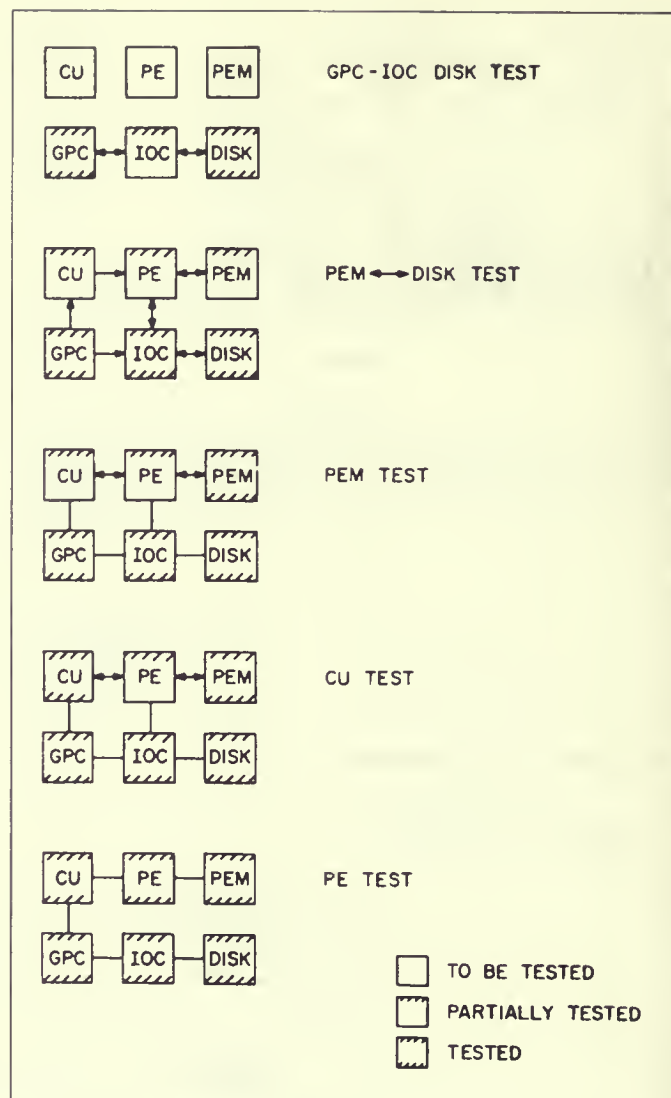 CU PE PEM GPC-IOC DISK TEST
GPC IOC DISK
CU PE PEM PEM DISK TEST
GPC IOC DISK
CU PE PEM PEM TEST
GPC IOC DISK
CU PE PEM CU TEST
GPC IOC DISK
CU PE PEM PE TEST
GPC IOC DISK
TO BE TESTED
PARTIALLY TESTED
TESTED